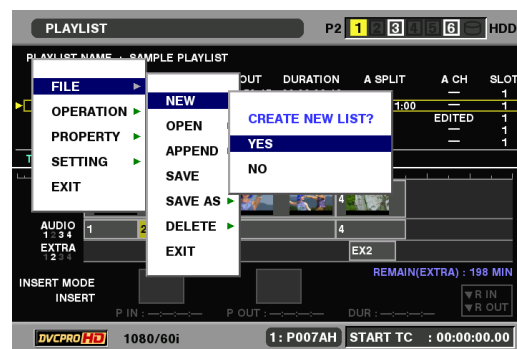 PLAYLIST P2 1 2 3 4 5 6 HDD
PLAYLIST NAME : SAMPLE PLAYLIST
OUT DURATION A SPLIT A CH SLOT
1
1:00 1
EDITED 1
1
FILE
OPERATION
PROPERTY
SETTING
EXIT
NEW
OPEN
APPEND
SAVE
SAVE AS
DELETE
EXIT
CREATE NEW LIST?
YES
NO
4
AUDIO 1 2 4
1 2 3 4
EXTRA EX2
1 2 3 4
REMAIN(EXTRA) : 198 MIN
INSERT MODE
INSERT
▼R IN
▼R OUT
P IN : --:--:--:-- P OUT : --:--:--:-- DUR : --:--:--:--
DVCPRO HD 1080/60i 1: P007AH START TC : 00:00:00.00